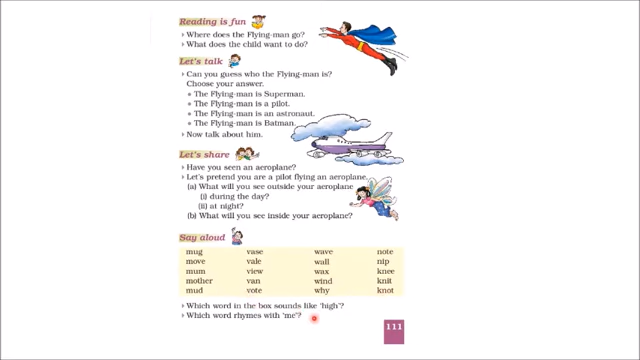 Reading is fun
Where does the Flying-man go?
What does the child want to do?
Let's talk
Can you guess who the Flying-man is?
Choose your answer.
The Flying-man is Superman.
The Flying-man is a pilot.
The Flying-man is an astronaut.
The Flying-man is Batman.
Now talk about him.
Let's share
Have you seen an aeroplane?
Let's pretend you are a pilot flying an aeroplane.
(a) What will you see outside your aeroplane
(i) during the day?
(ii) at night?
(b) What will you see inside your aeroplane?
Say aloud
mug vase wave note
move vale wall nip
mum view wax knee
mother van wind knit
mud vote why knot
Which word in the box sounds like 'high'?
Which word rhymes with 'me'?
111